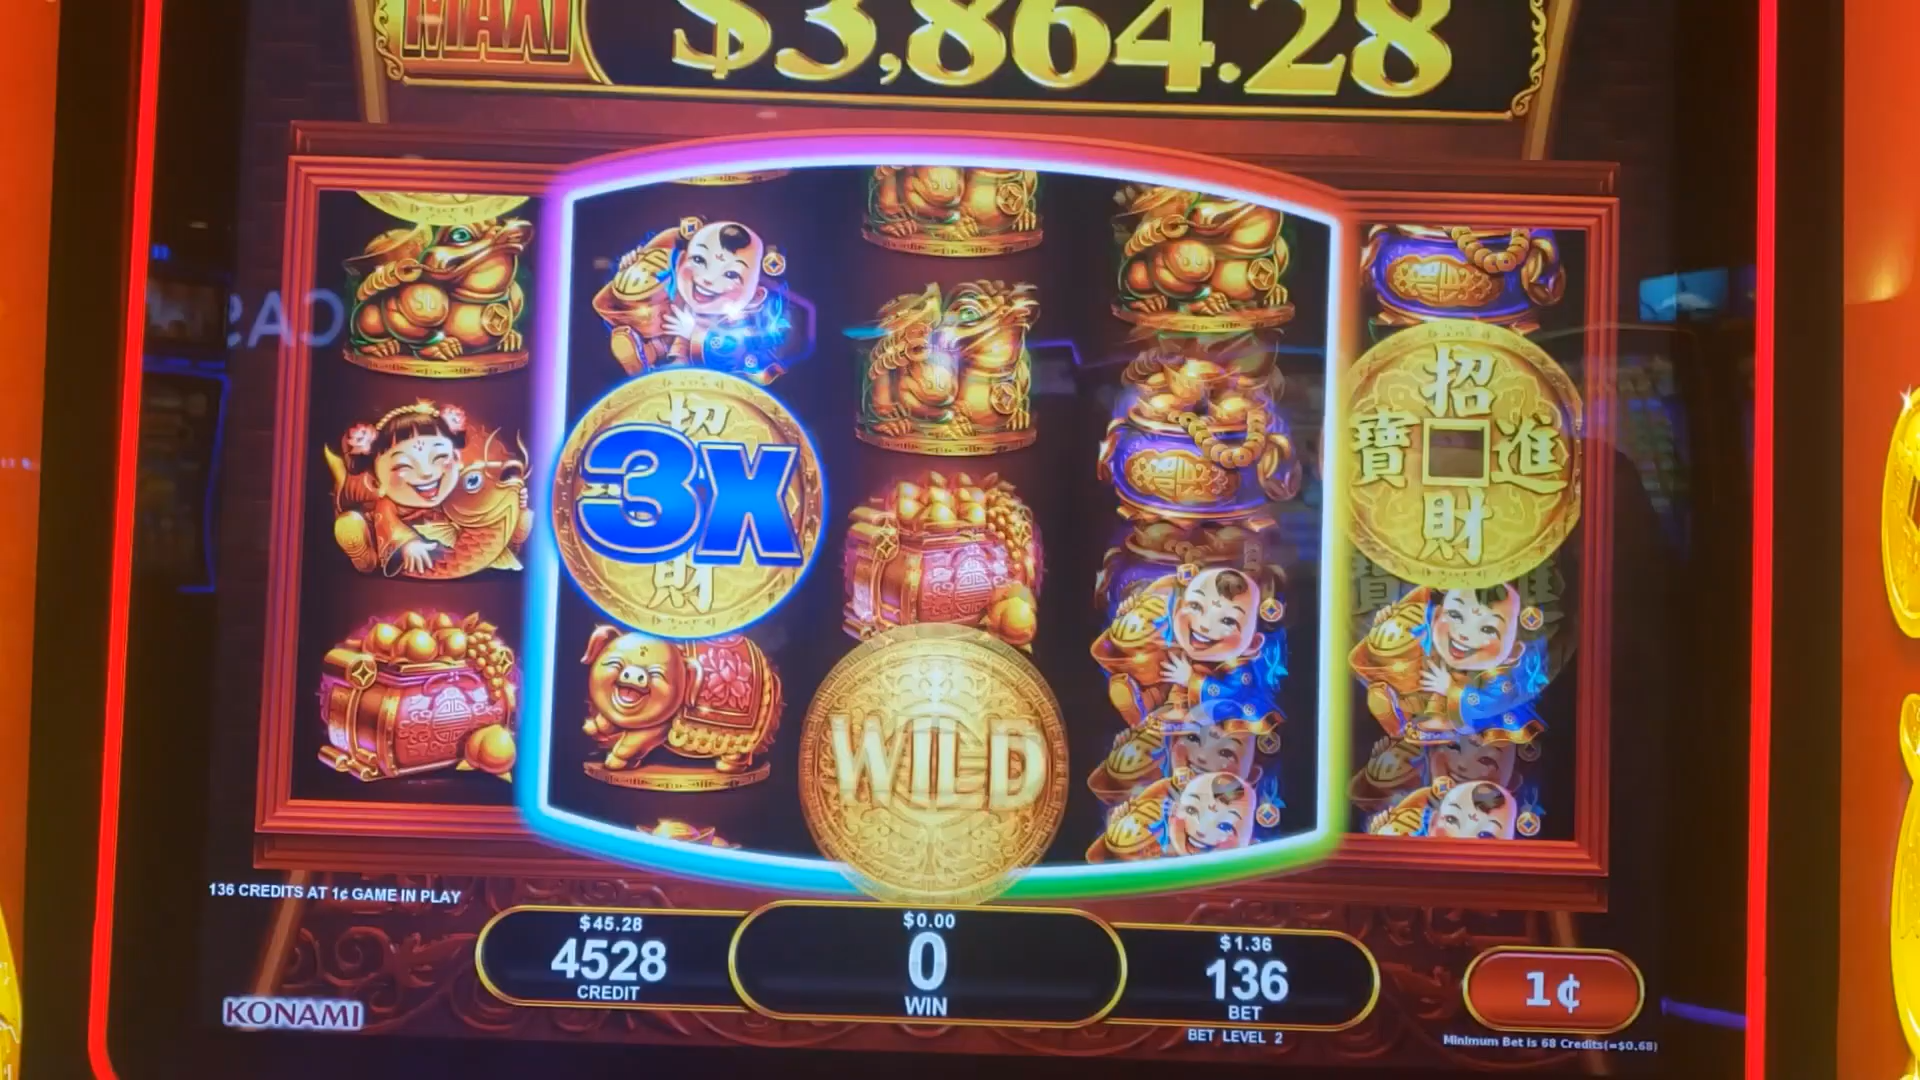 MAXI
$3,864.28
招
3X
財
招
寶 進
財
WILD
136 CREDITS AT 1¢ GAME IN PLAY
$45.28
4528
CREDIT
$0.00
0
WIN
$1.36
136
BET
BET LEVEL 2
1¢
KONAMI
Minimum Bet is 68 Credits(=$0.68)